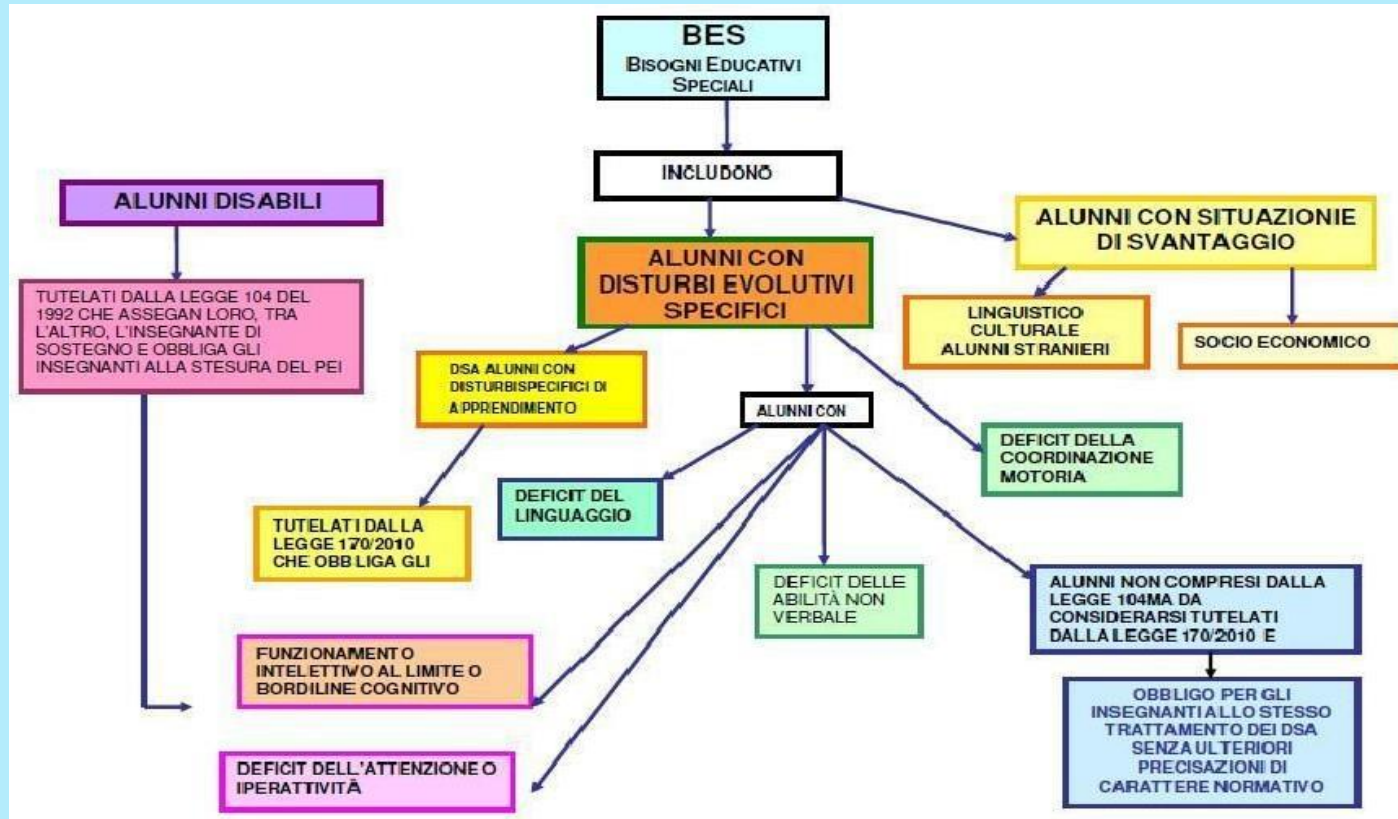 BES
BISOGNI EDUCATIVI
SPECIALI
INCLUDONO
ALUNNI DISABILI
TUTELATI DALLA LEGGE 104 DEL
1992 CHE ASSEGAN LORO, TRA
L'ALTRO, L'INSEGNANTE DI
SOSTEGNO E OBBLIGA GLI
INSEGNANTI ALLA STESURA DEL PEI
ALUNNI CON
DISTURBI EVOLUTIVI
SPECIFICI
ALUNNI CON SITUAZIONIE
DI SVANTAGGIO
LINGUISTICO
CULTURALE
ALUNNI STRANIERI
SOCIO ECONOMICO
DSA ALUNNI CON
DISTURBISPECIFICI DI
APPRENDIMENTO
ALUNNI CON
DEFICIT DELLA
COORDINAZIONE
MOTORIA
DEFICIT DEL
LINGUAGGIO
TUTELATI DALLA
LEGGE 170/2010
CHE OBBLIGA GLI
DEFICIT DELLE
ABILITÀ NON
VERBALE
ALUNNI NON COMPRESI DALLA
LEGGE 104MA DA
CONSIDERARSI TUTELATI
DALLA LEGGE 170/2010 E
FUNZIONAMENTO
INTELETTIVO AL LIMITE O
BORDILINE COGNITIVO
OBBLIGO PER GLI
INSEGNANTI ALLO STESSO
TRATTAMENTO DEI DSA
SENZA ULTERIORI
PRECISAZIONI DI
CARATTERE NORMATIVO
DEFICIT DELL'ATTENZIONE O
IPERATTIVITÀ